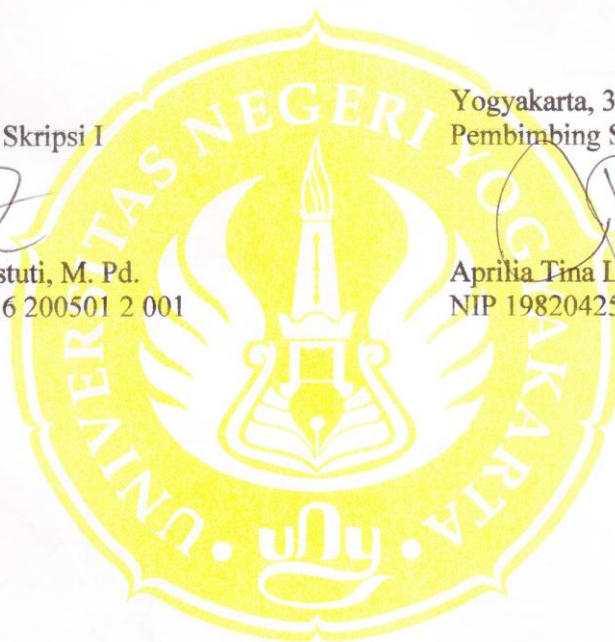 Yogyakarta, 3
Skripsi I
Pembimbing S
stuti, M. Pd.
Aprilia Tina L
6 200501 2 001
NIP 19820425
UNIVERSITAS NEGERI YOGYAKARTA
uny